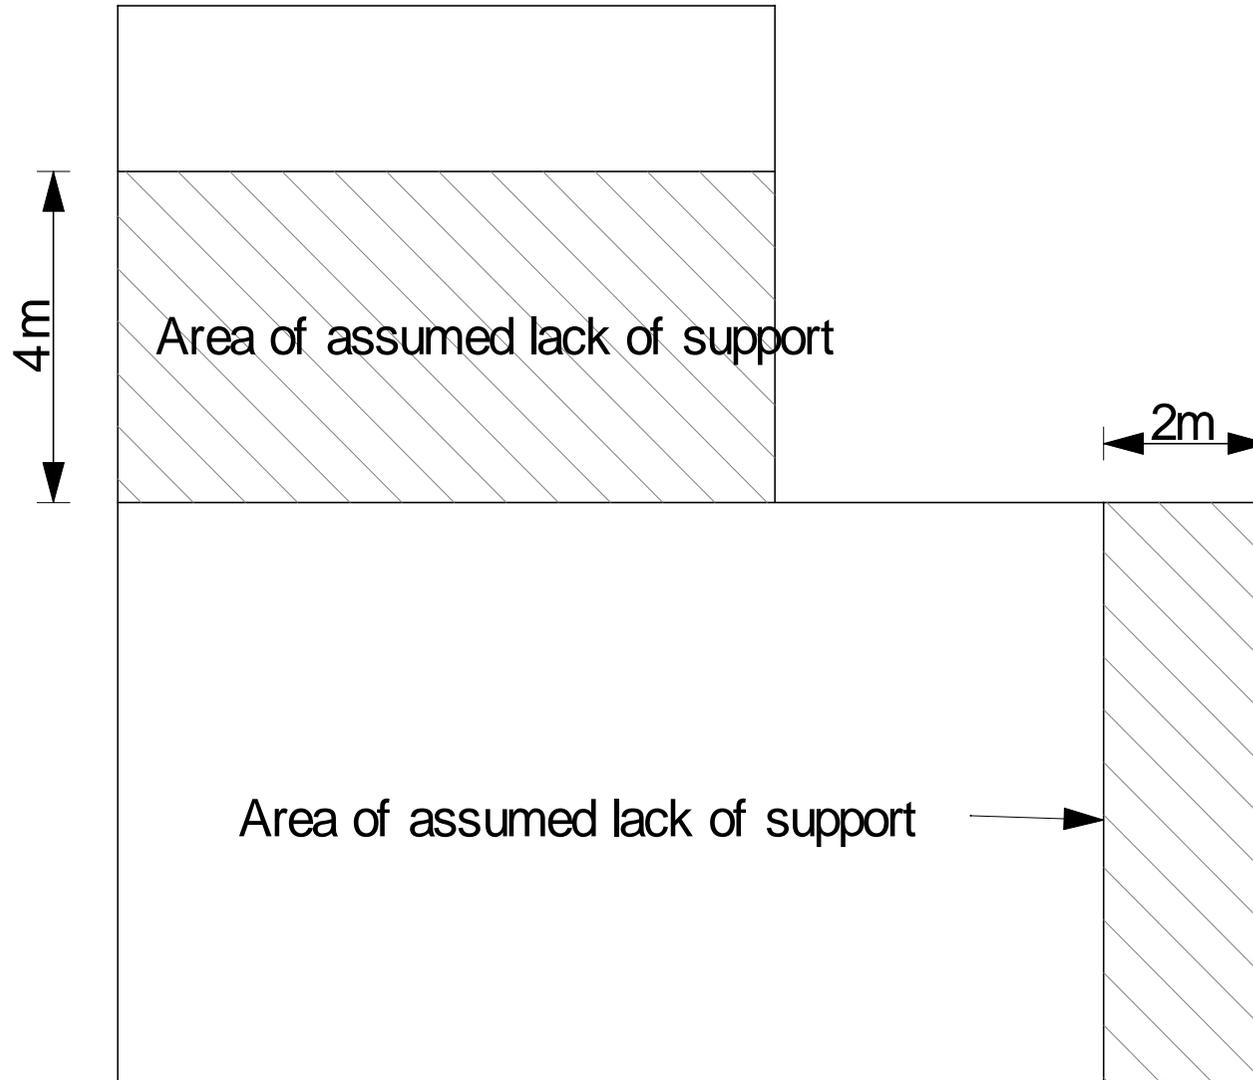 4m
Area of assumed lack of support
2m
Area of assumed lack of support